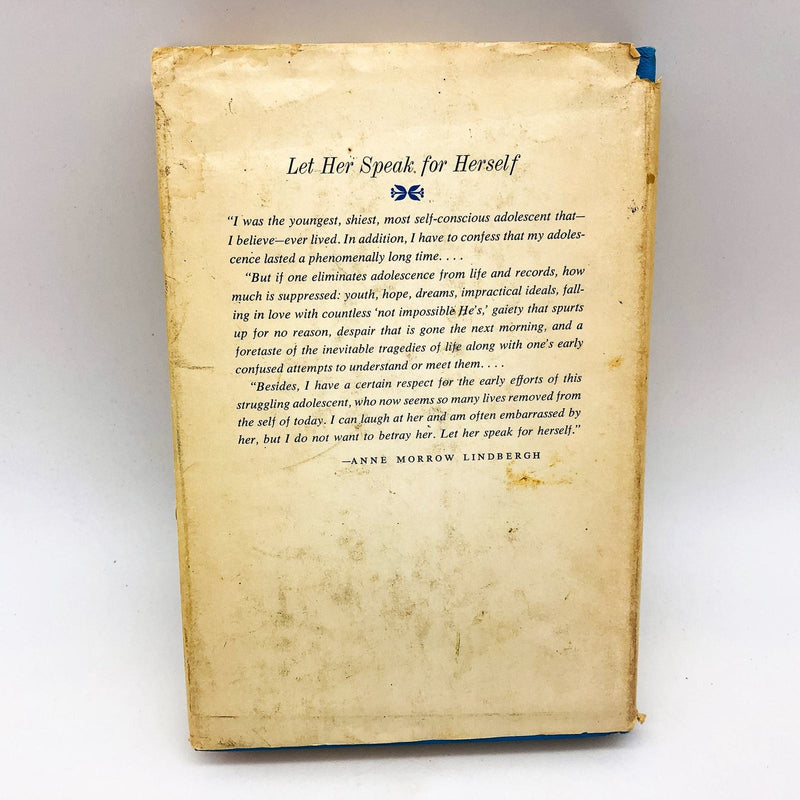 Let Her Speak for Herself
“I was the youngest, shiest, most self-conscious adolescent that—
I believe—ever lived. In addition, I have to confess that my adoles-
cence lasted a phenomenally long time. . . .
“But if one eliminates adolescence from life and records, how
much is suppressed: youth, hope, dreams, impractical ideals, fall-
ing in love with countless ‘not impossible He’s,’ gaiety that spurts
up for no reason, despair that is gone the next morning, and a
foretaste of the inevitable tragedies of life along with one’s early
confused attempts to understand or meet them. . . .
“Besides, I have a certain respect for the early efforts of this
struggling adolescent, who now seems so many lives removed from
the self of today. I can laugh at her and am often embarrassed by
her, but I do not want to betray her. Let her speak for herself.”
—ANNE MORROW LINDBERGH